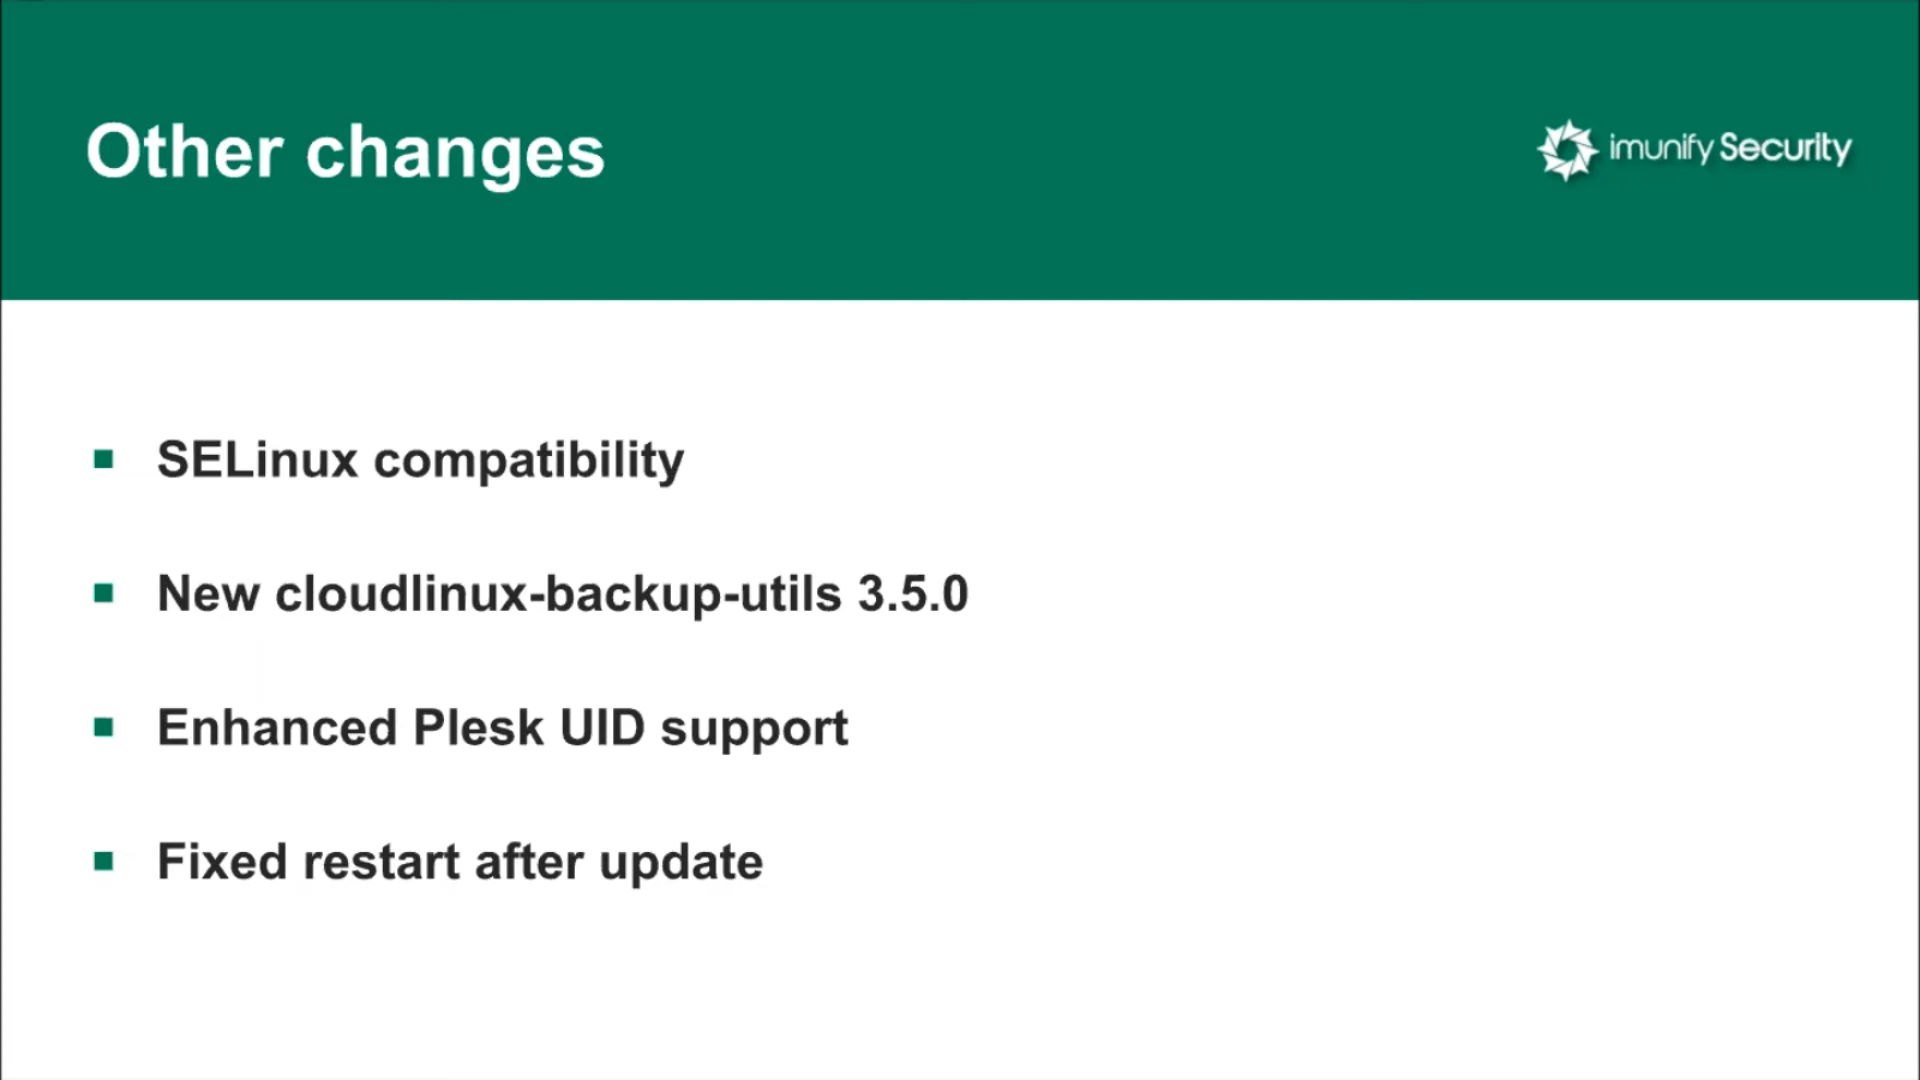 Other changes
imunify Security
SELinux compatibility
New cloudlinux-backup-utils 3.5.0
Enhanced Plesk UID support
Fixed restart after update